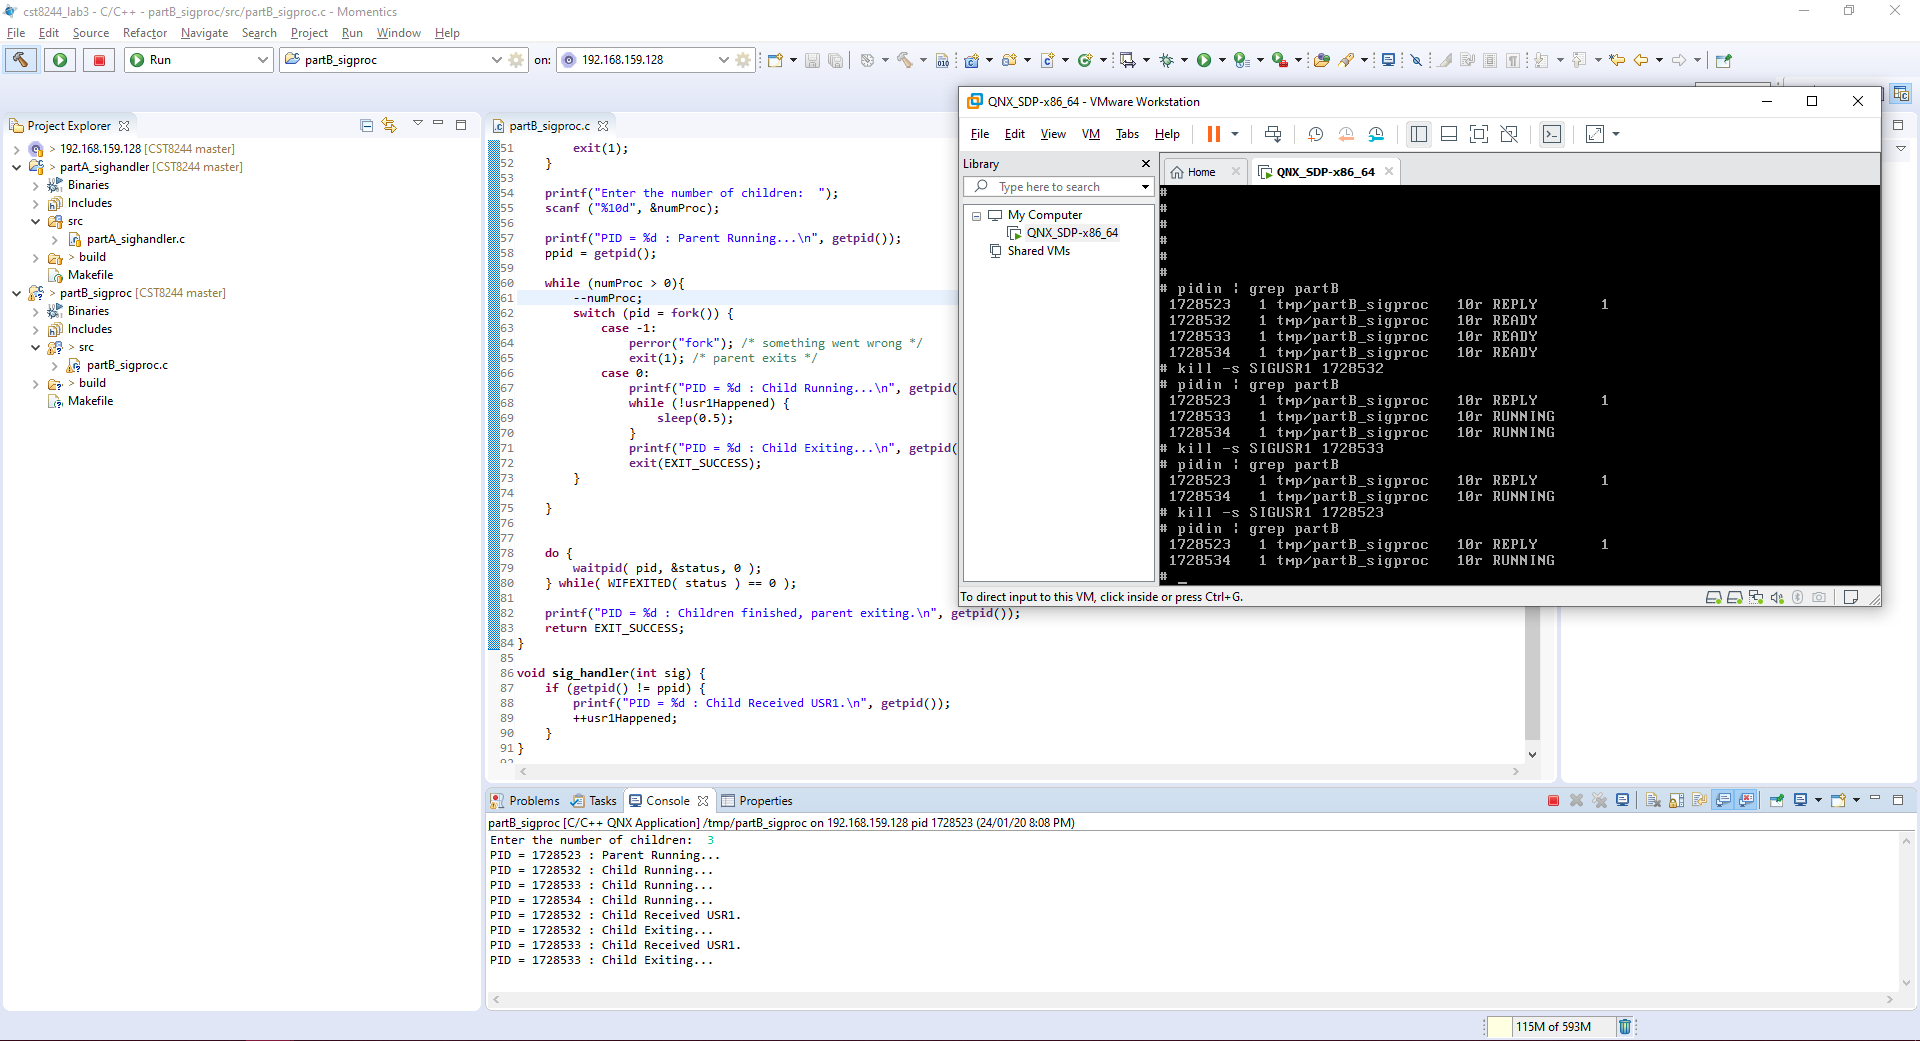 cst8244_lab3 - C/C++ - partB_sigproc/src/partB_sigproc.c - Momentics
File Edit Source Refactor Navigate Search Project Run Window Help
Run
partB_sigproc
on:
192.168.159.128
Project Explorer
> 192.168.159.128 [CST8244 master]
> partA_sighandler [CST8244 master]
Binaries
Includes
src
partA_sighandler.c
> build
Makefile
> partB_sigproc [CST8244 master]
Binaries
Includes
> src
partB_sigproc.c
> build
Makefile
partB_sigproc.c
51 exit(1);
52 }
53
54 printf("Enter the number of children:  ");
55 scanf ("%10d", &numProc);
56
57 printf("PID = %d : Parent Running...\n", getpid());
58 ppid = getpid();
59
60 while (numProc > 0){
61 --numProc;
62 switch (pid = fork()) {
63 case -1:
64 perror("fork"); /* something went wrong */
65 exit(1); /* parent exits */
66 case 0:
67 printf("PID = %d : Child Running...\n", getpid(
68 while (!usr1Happened) {
69 sleep(0.5);
70 }
71 printf("PID = %d : Child Exiting...\n", getpid(
72 exit(EXIT_SUCCESS);
73 }
74
75 }
76
77
78 do {
79 waitpid( pid, &status, 0 );
80 } while( WIFEXITED( status ) == 0 );
81
82 printf("PID = %d : Children finished, parent exiting.\n", getpid());
83 return EXIT_SUCCESS;
84 }
85
86 void sig_handler(int sig) {
87 if (getpid() != ppid) {
88 printf("PID = %d : Child Received USR1.\n", getpid());
89 ++usr1Happened;
90 }
91 }
92
QNX_SDP-x86_64 - VMware Workstation
File Edit View VM Tabs Help
Library
Type here to search
My Computer
QNX_SDP-x86_64
Shared VMs
Home
QNX_SDP-x86_64
#
#
#
#
#
#
# pidin ¦ grep partB
1728523 1 tmp/partB_sigproc 10r REPLY 1
1728532 1 tmp/partB_sigproc 10r READY
1728533 1 tmp/partB_sigproc 10r READY
1728534 1 tmp/partB_sigproc 10r READY
# kill -s SIGUSR1 1728532
# pidin ¦ grep partB
1728523 1 tmp/partB_sigproc 10r REPLY 1
1728533 1 tmp/partB_sigproc 10r RUNNING
1728534 1 tmp/partB_sigproc 10r RUNNING
# kill -s SIGUSR1 1728533
# pidin ¦ grep partB
1728523 1 tmp/partB_sigproc 10r REPLY 1
1728534 1 tmp/partB_sigproc 10r RUNNING
# kill -s SIGUSR1 1728523
# pidin ¦ grep partB
1728523 1 tmp/partB_sigproc 10r REPLY 1
1728534 1 tmp/partB_sigproc 10r RUNNING
# _
To direct input to this VM, click inside or press Ctrl+G.
Problems Tasks Console Properties
partB_sigproc [C/C++ QNX Application] /tmp/partB_sigproc on 192.168.159.128 pid 1728523 (24/01/20 8:08 PM)
Enter the number of children:  3
PID = 1728523 : Parent Running...
PID = 1728532 : Child Running...
PID = 1728533 : Child Running...
PID = 1728534 : Child Running...
PID = 1728532 : Child Received USR1.
PID = 1728532 : Child Exiting...
PID = 1728533 : Child Received USR1.
PID = 1728533 : Child Exiting...
115M of 593M